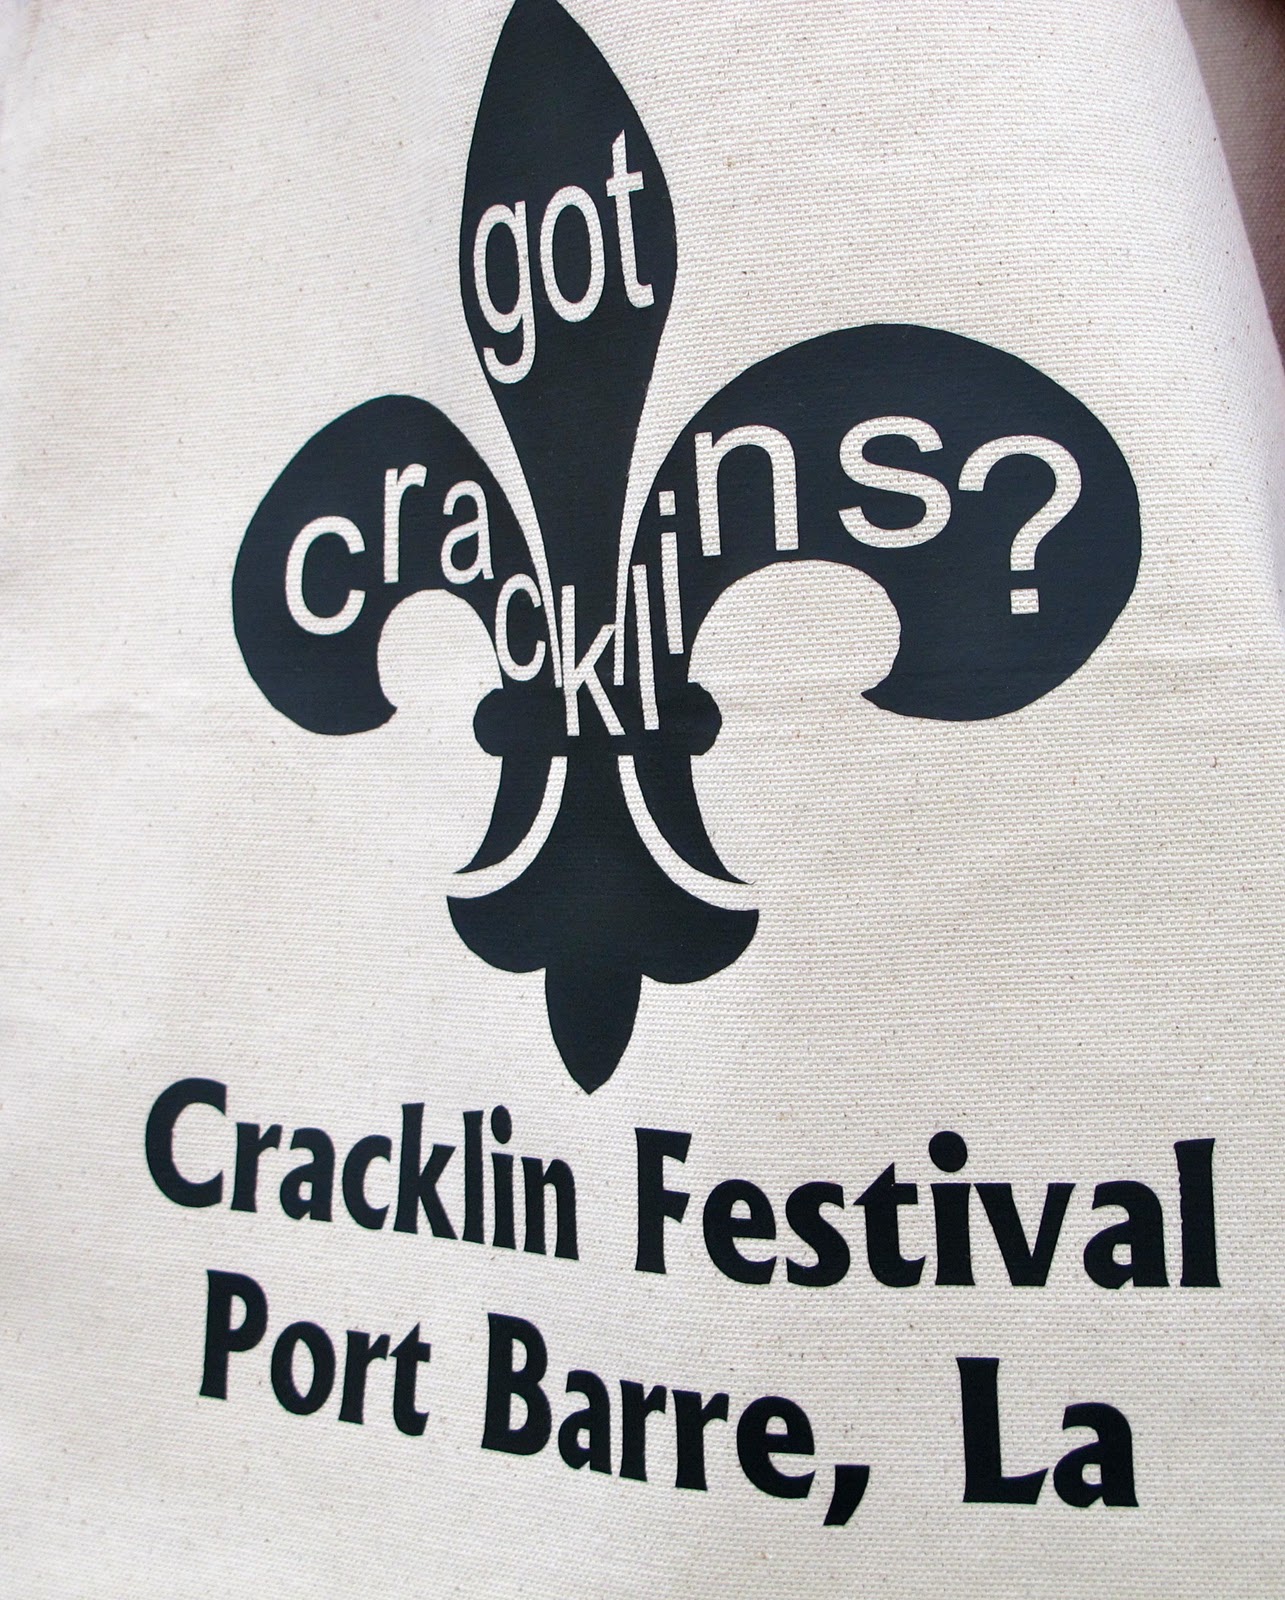 got
cracklins?
Cracklin Festival
Port Barre, La